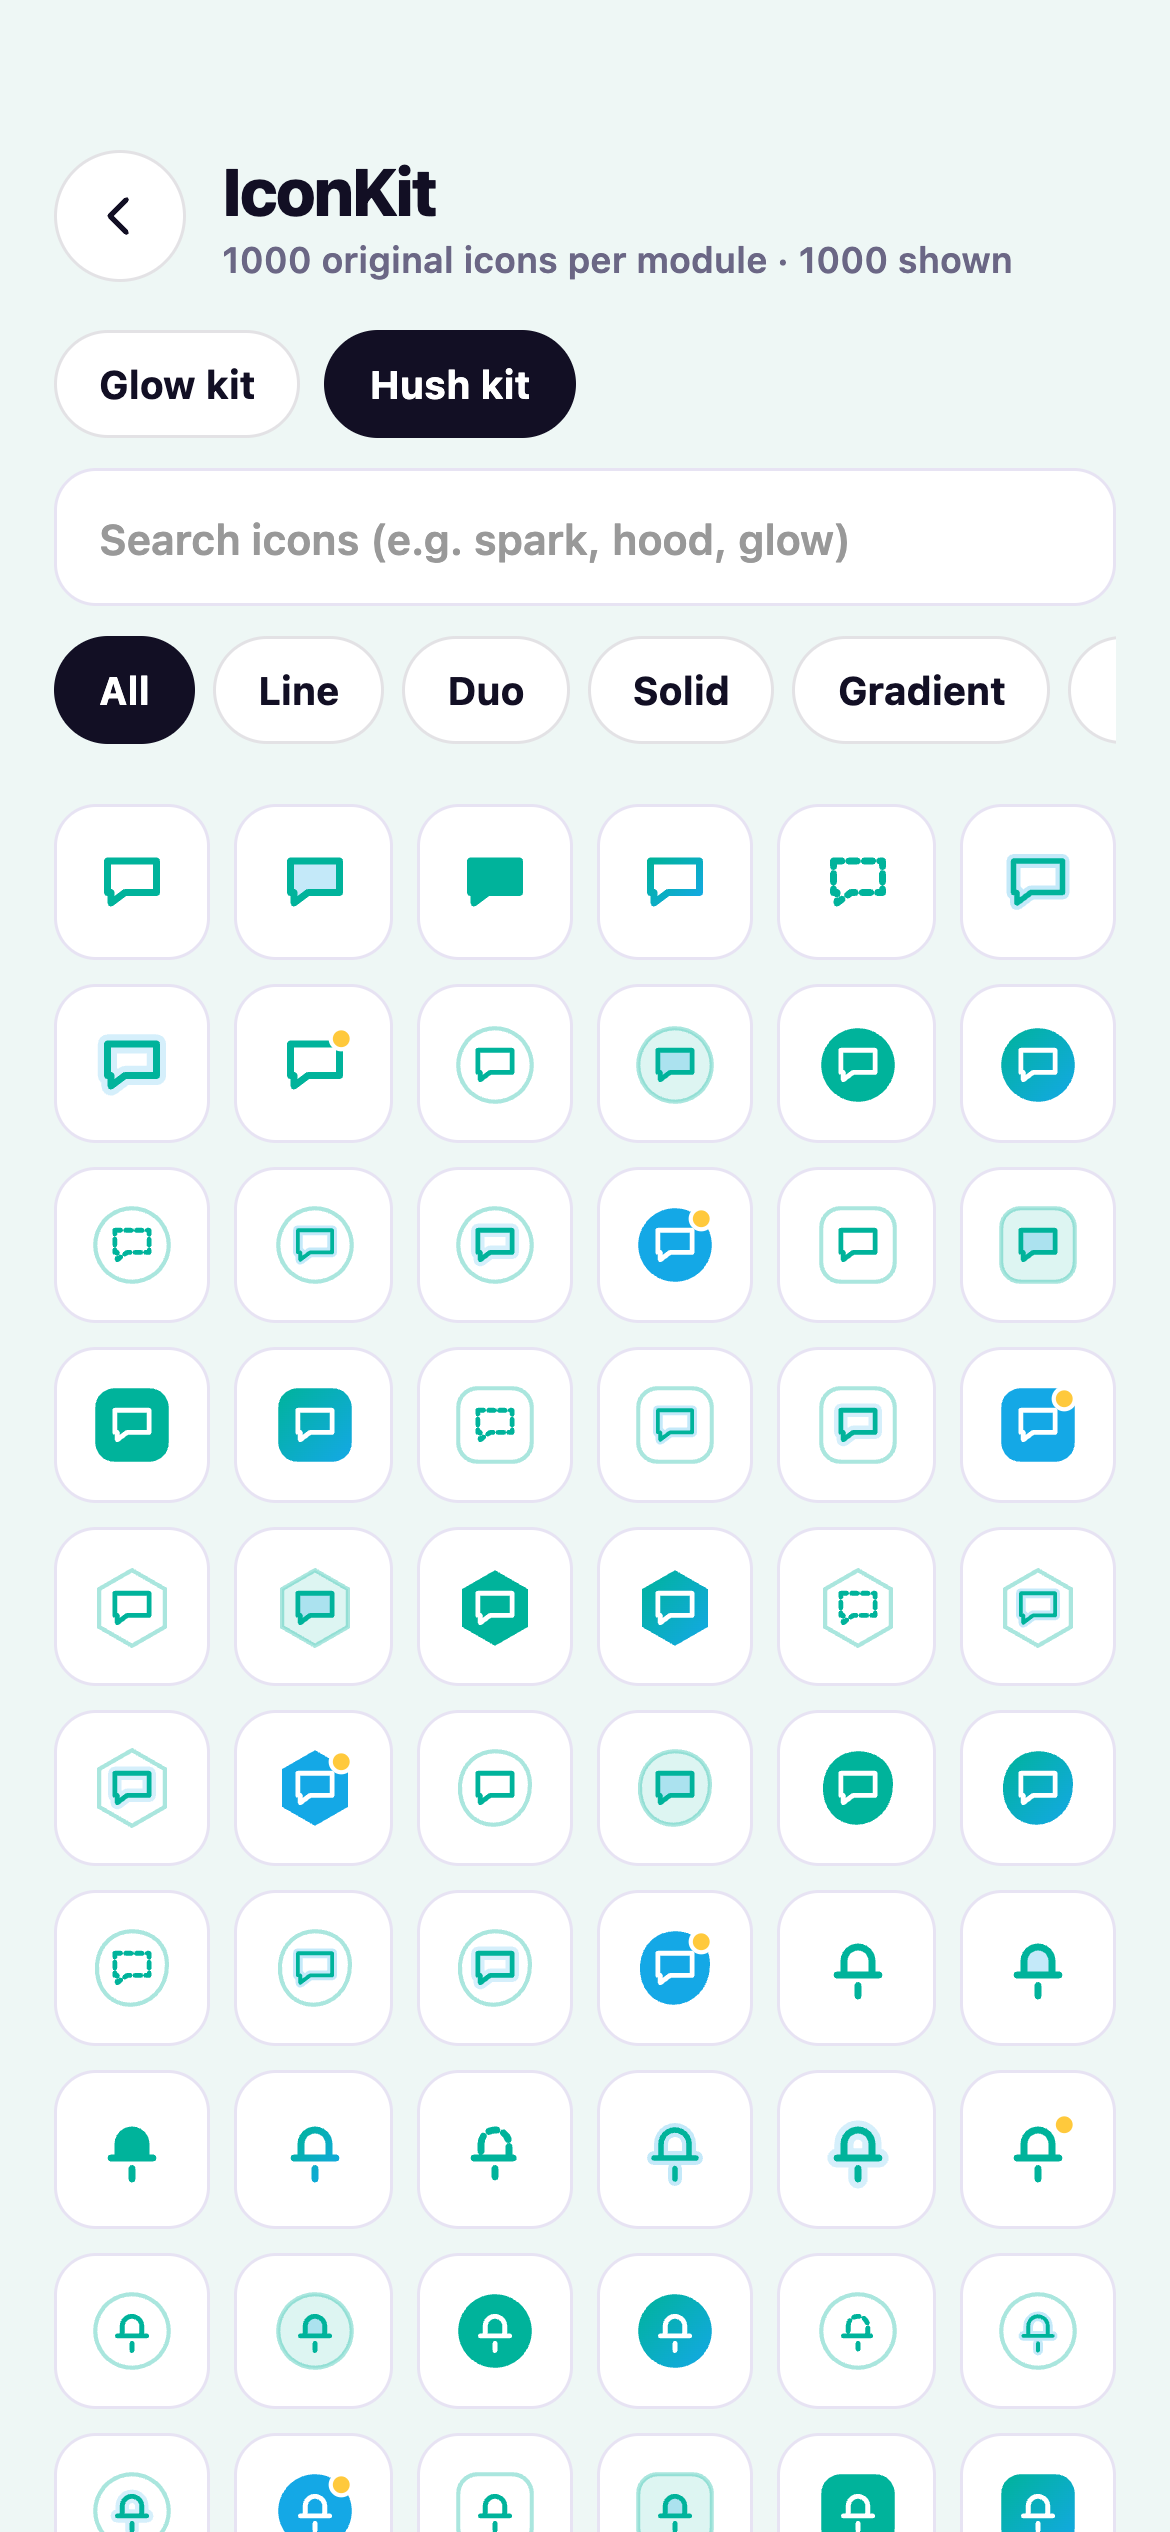 IconKit
1000 original icons per module · 1000 shown
Glow kit
Hush kit
Search icons (e.g. spark, hood, glow)
All
Line
Duo
Solid
Gradient